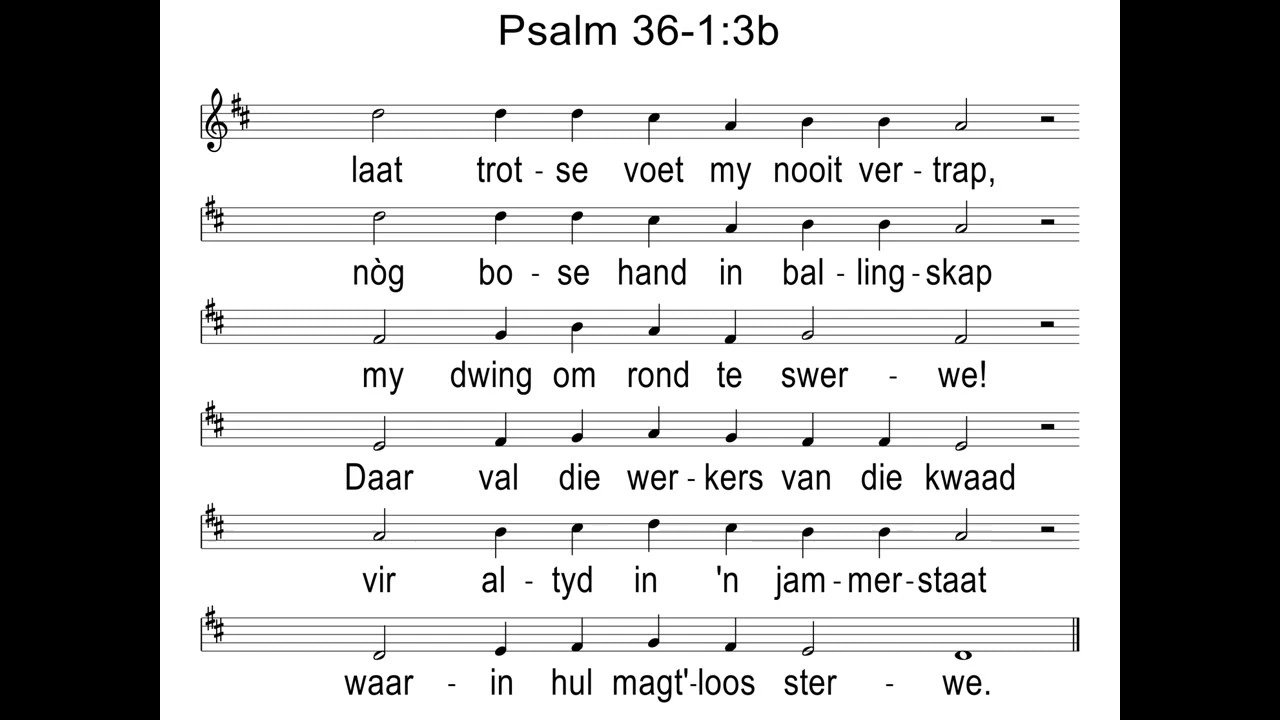 Psalm 36-1:3b
laat trot - se voet my nooit ver - trap,
nòg bo - se hand in bal - ling - skap
my dwing om rond te swer - we!
Daar val die wer - kers van die kwaad
vir al - tyd in 'n jam - mer - staat
waar - in hul magt'-loos ster - we.